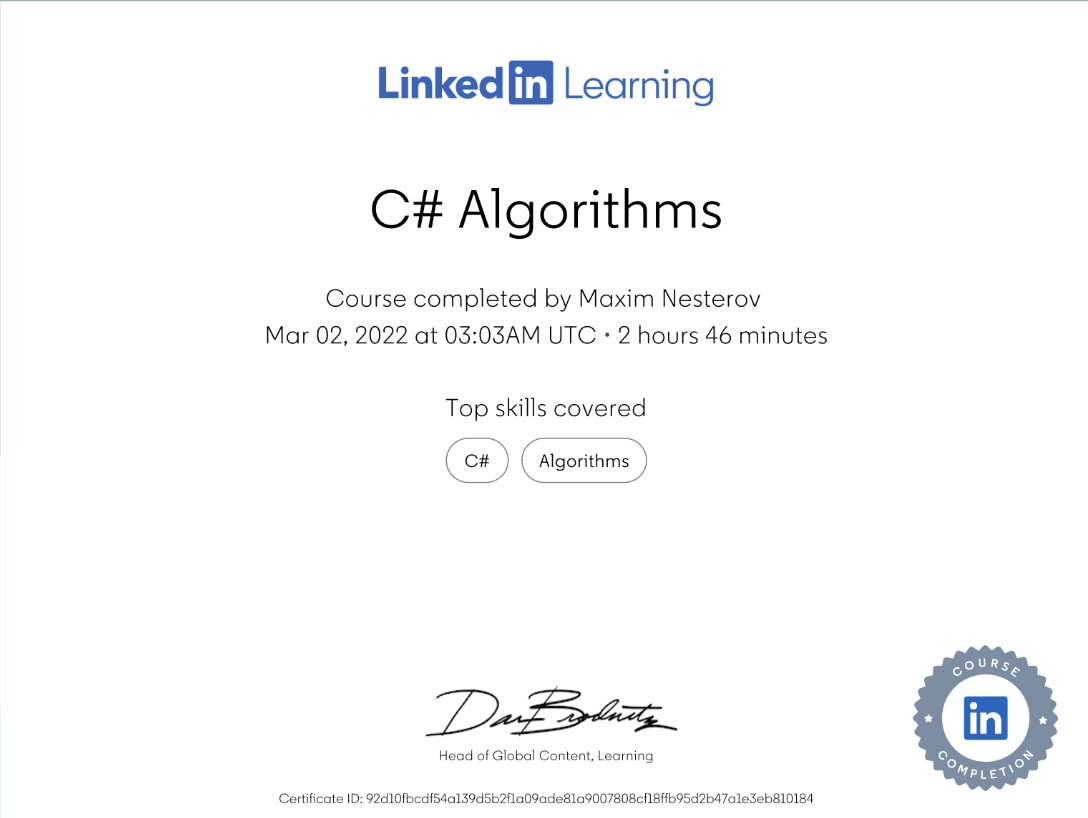 Linked in Learning
C# Algorithms
Course completed by Maxim Nesterov
Mar 02, 2022 at 03:03AM UTC • 2 hours 46 minutes
Top skills covered
C# Algorithms
Dan Brodnitz
Head of Global Content, Learning
COURSE
in
COMPLETION
Certificate ID: 92d10fbcdf54a139d5b2f1a09ade81a9007808cf18ffb95d2b47a1e3eb810184